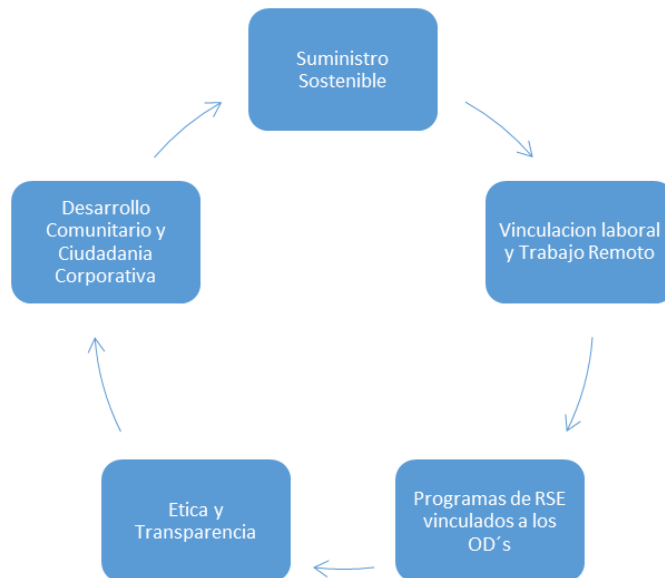 Suministro
Sostenible
Vinculacion laboral
y Trabajo Remoto
Programas de RSE
vinculados a los
OD´s
Etica y
Transparencia
Desarrollo
Comunitario y
Ciudadania
Corporativa